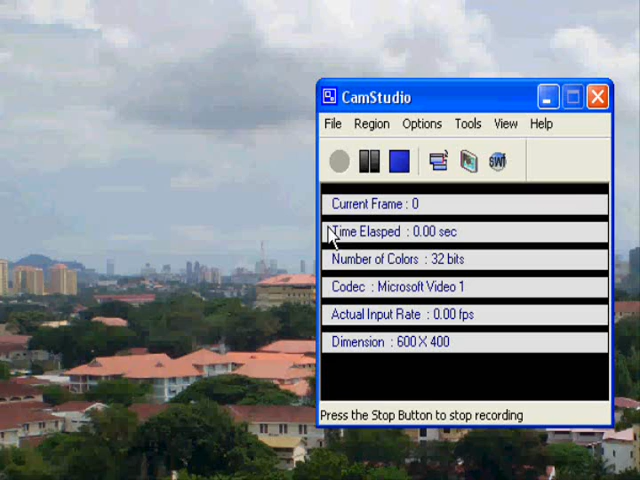 CamStudio
File Region Options Tools View Help
SWF
Current Frame : 0
Time Elasped : 0.00 sec
Number of Colors : 32 bits
Codec : Microsoft Video 1
Actual Input Rate : 0.00 fps
Dimension : 600 X 400
Press the Stop Button to stop recording